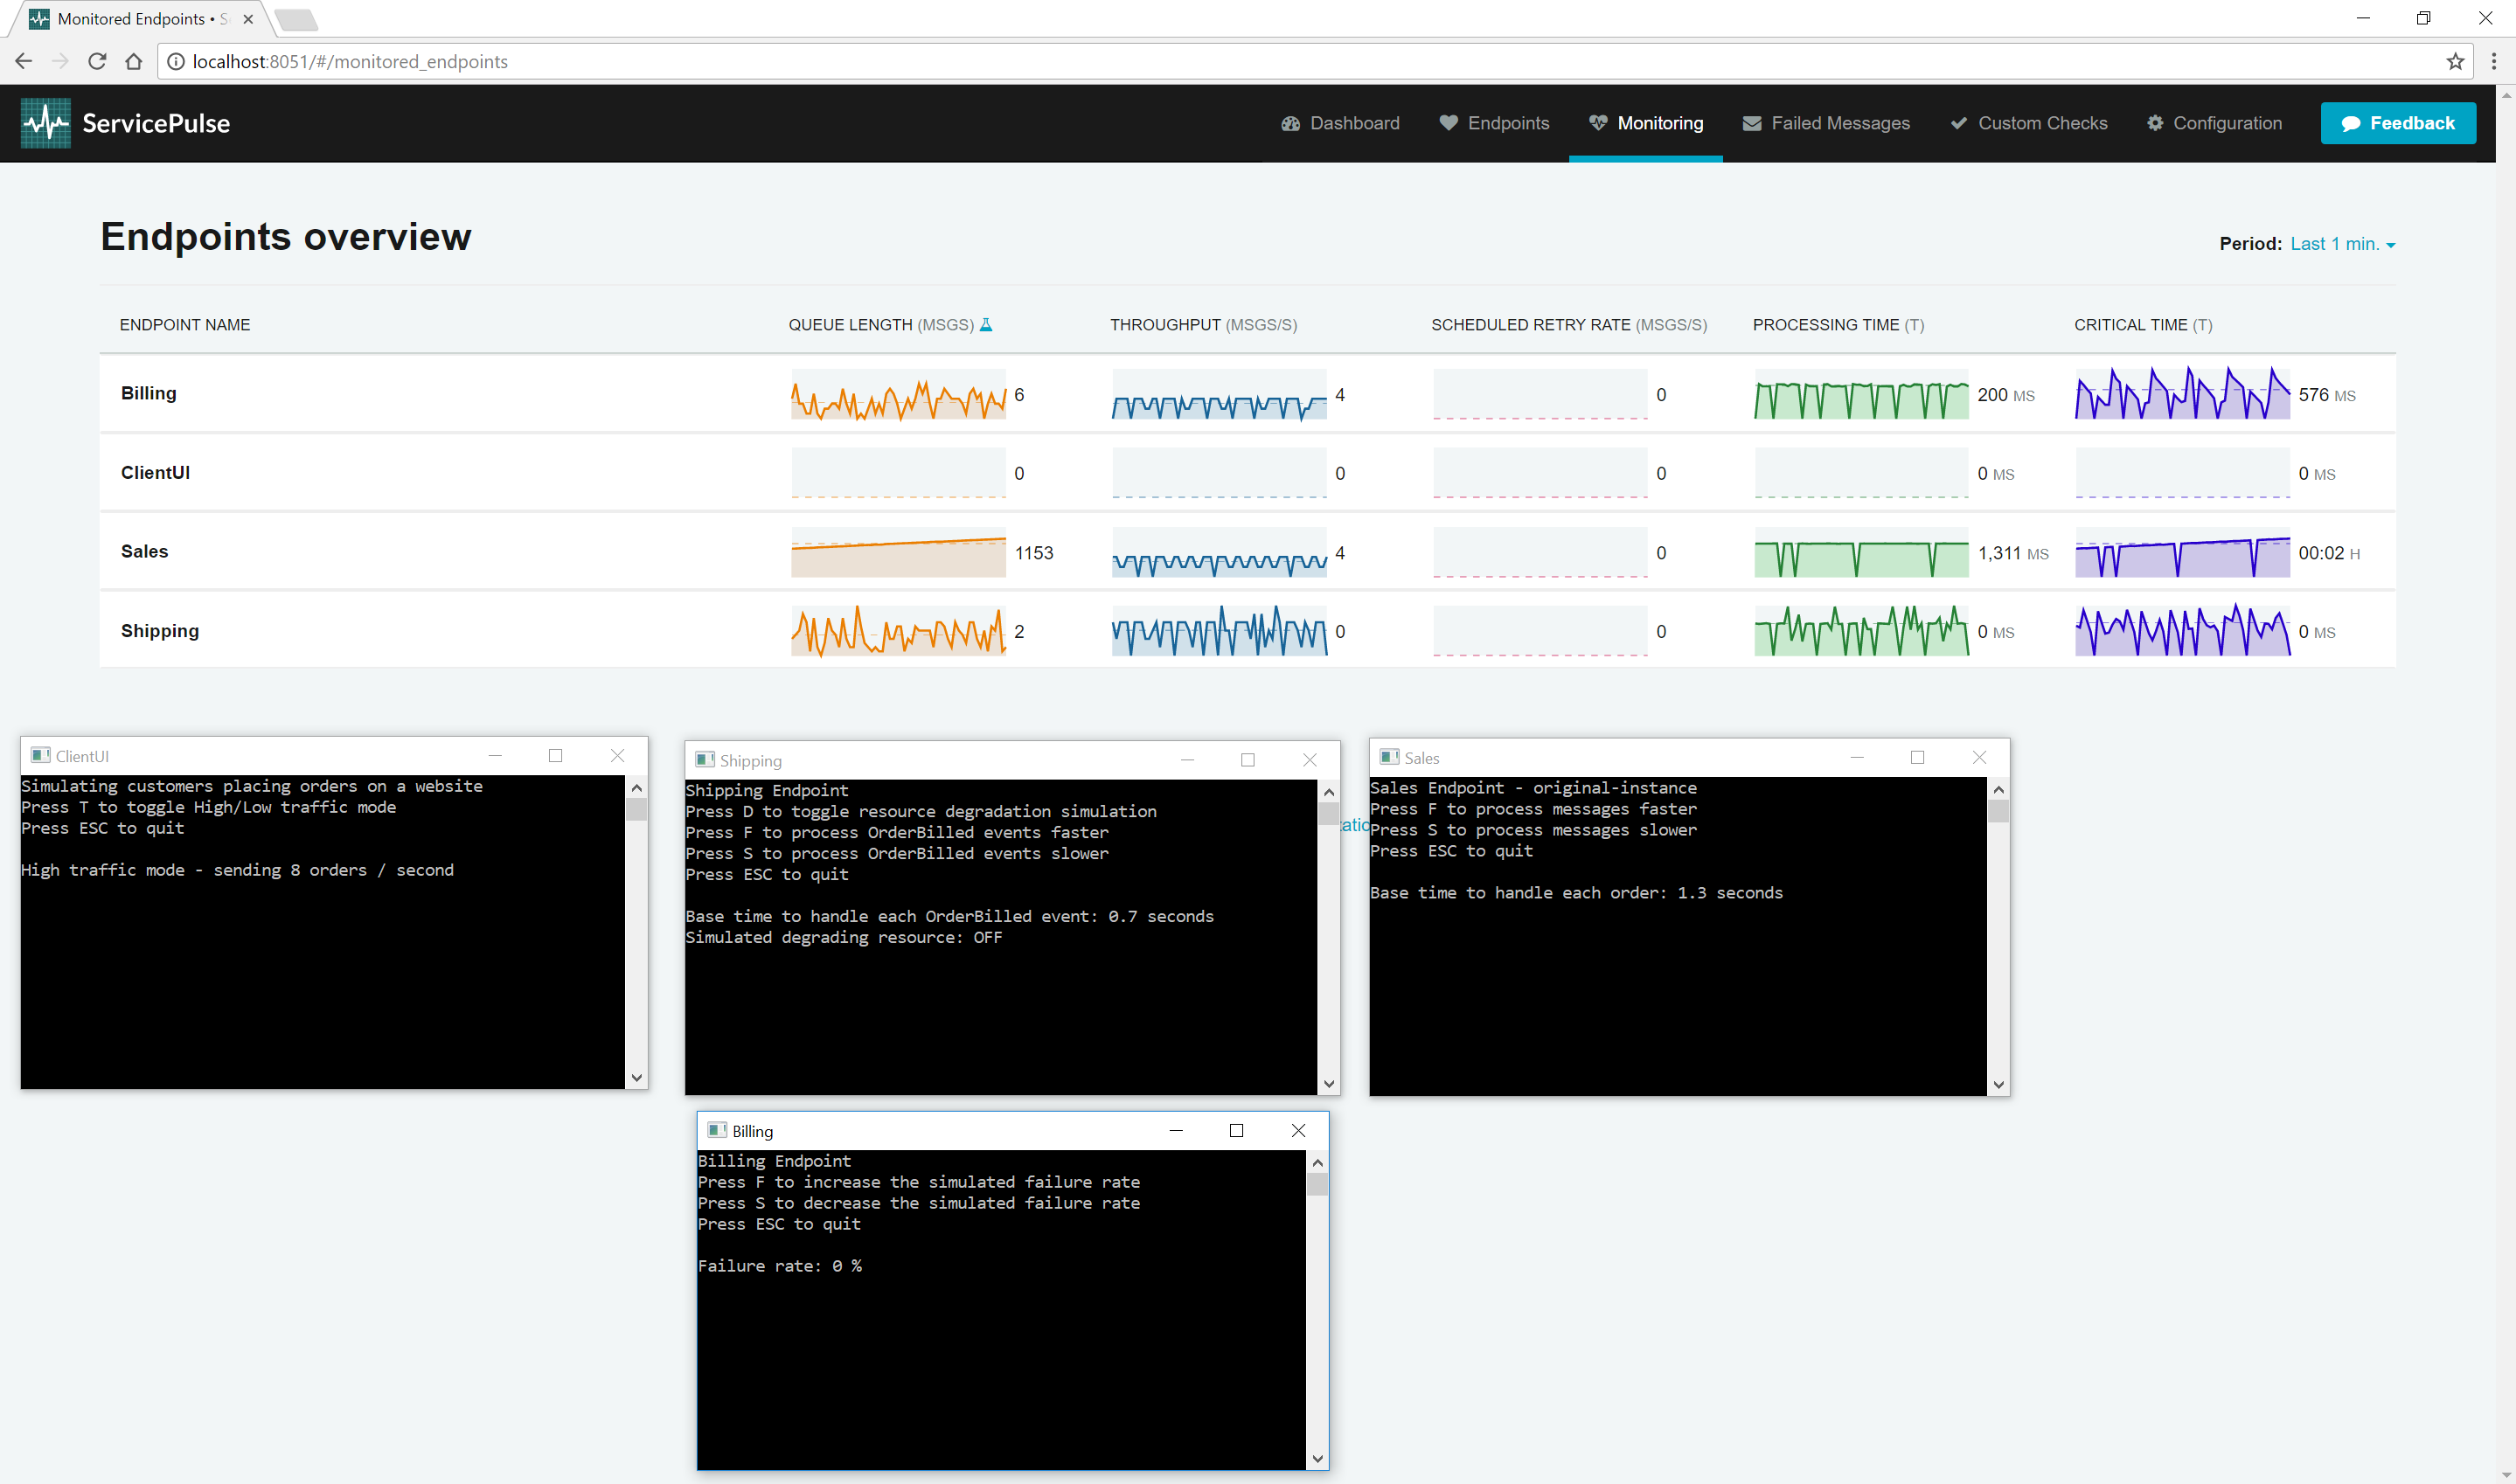 Monitored Endpoints • S
localhost:8051/#/monitored_endpoints
ServicePulse
Dashboard
Endpoints
Monitoring
Failed Messages
Custom Checks
Configuration
Feedback
Endpoints overview
Period: Last 1 min.
ENDPOINT NAME QUEUE LENGTH (MSGS) THROUGHPUT (MSGS/S) SCHEDULED RETRY RATE (MSGS/S) PROCESSING TIME (T) CRITICAL TIME (T)
Billing 6 4 0 200 MS 576 MS
ClientUI 0 0 0 0 MS 0 MS
Sales 1153 4 0 1,311 MS 00:02 H
Shipping 2 0 0 0 MS 0 MS
ClientUI
Simulating customers placing orders on a website
Press T to toggle High/Low traffic mode
Press ESC to quit
High traffic mode - sending 8 orders / second
Shipping
Shipping Endpoint
Press D to toggle resource degradation simulation
Press F to process OrderBilled events faster
Press S to process OrderBilled events slower
Press ESC to quit
Base time to handle each OrderBilled event: 0.7 seconds
Simulated degrading resource: OFF
Sales
Sales Endpoint - original-instance
Press F to process messages faster
Press S to process messages slower
Press ESC to quit
Base time to handle each order: 1.3 seconds
Billing
Billing Endpoint
Press F to increase the simulated failure rate
Press S to decrease the simulated failure rate
Press ESC to quit
Failure rate: 0 %